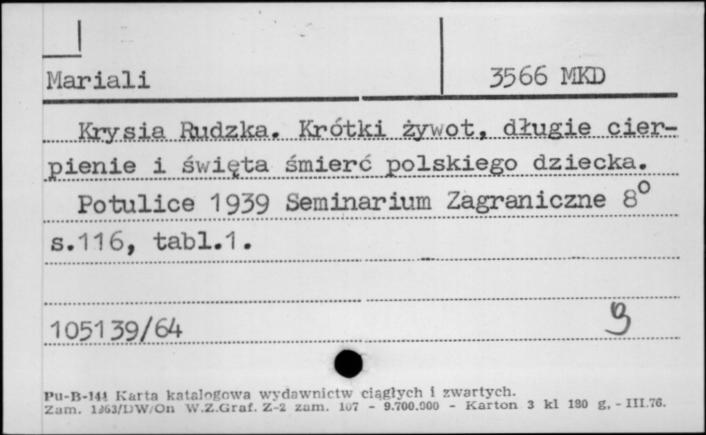 Mariali 3566 MKD
Krysia Rudzka. Krótki żywot, długie cier-
pienie i święta śmierć polskiego dziecka.
Potulice 1939 Seminarium Zagraniczne 8°
s.116, tabl.1.
105139/64
Pu-B-141 Karta katalogowa wydawnictw ciągłych i zwartych.
Zam. 1363/DW/On W.Z.Graf. Z-2 zam. 107 - 9.700.000 - Karton 3 kl 180 g. - III.76.